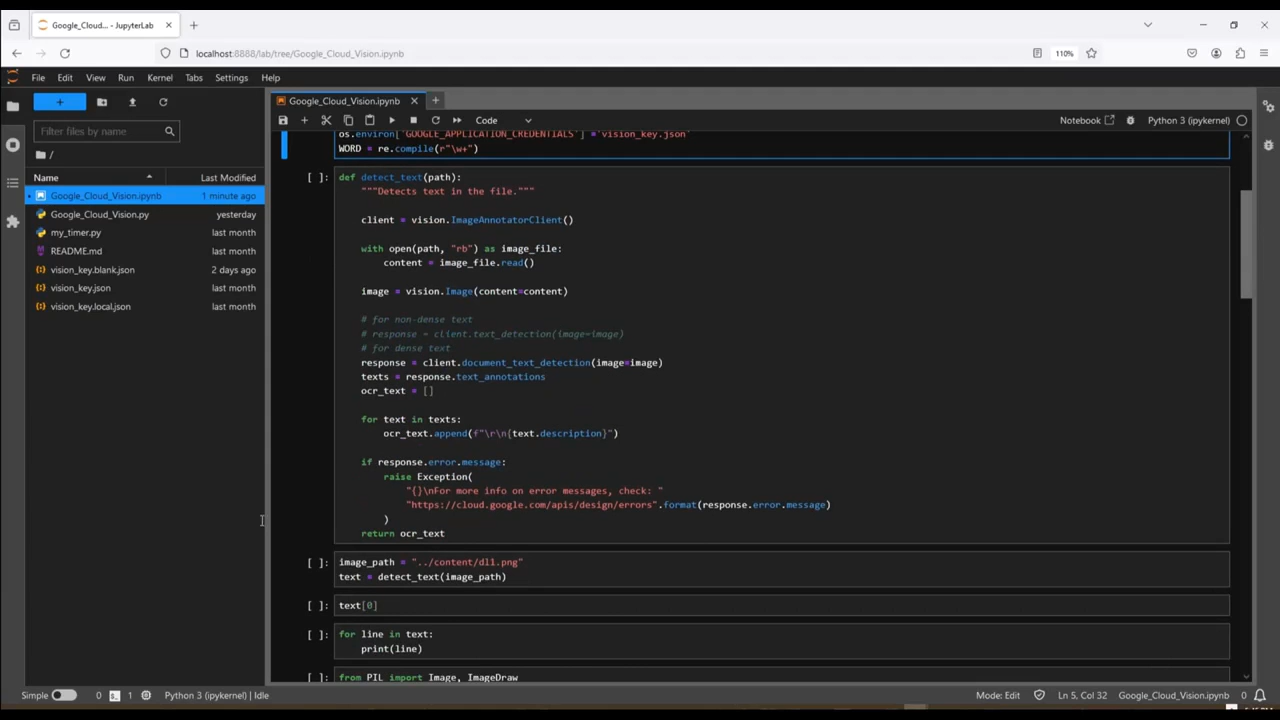 Google_Cloud... - JupyterLab
localhost:8888/lab/tree/Google_Cloud_Vision.ipynb
110%
File Edit View Run Kernel Tabs Settings Help
Google_Cloud_Vision.ipynb
Code
Notebook
Python 3 (ipykernel)
Filter files by name
/
Name Last Modified
Google_Cloud_Vision.ipynb 1 minute ago
Google_Cloud_Vision.py yesterday
my_timer.py last month
README.md last month
vision_key.blank.json 2 days ago
vision_key.json last month
vision_key.local.json last month
os.environ['GOOGLE_APPLICATION_CREDENTIALS'] ='vision_key.json'
WORD = re.compile(r"\w+")
[ ]: def detect_text(path):
"""Detects text in the file."""
client = vision.ImageAnnotatorClient()
with open(path, "rb") as image_file:
content = image_file.read()
image = vision.Image(content=content)
# for non-dense text
# response = client.text_detection(image=image)
# for dense text
response = client.document_text_detection(image=image)
texts = response.text_annotations
ocr_text = []
for text in texts:
ocr_text.append(f"\r\n{text.description}")
if response.error.message:
raise Exception(
"{}\nFor more info on error messages, check: "
"https://cloud.google.com/apis/design/errors".format(response.error.message)
)
return ocr_text
[ ]: image_path = "../content/dl1.png"
text = detect_text(image_path)
[ ]: text[0]
[ ]: for line in text:
print(line)
[ ]: from PIL import Image, ImageDraw
Simple 0 1 Python 3 (ipykernel) | Idle
Mode: Edit Ln 5, Col 32 Google_Cloud_Vision.ipynb 0